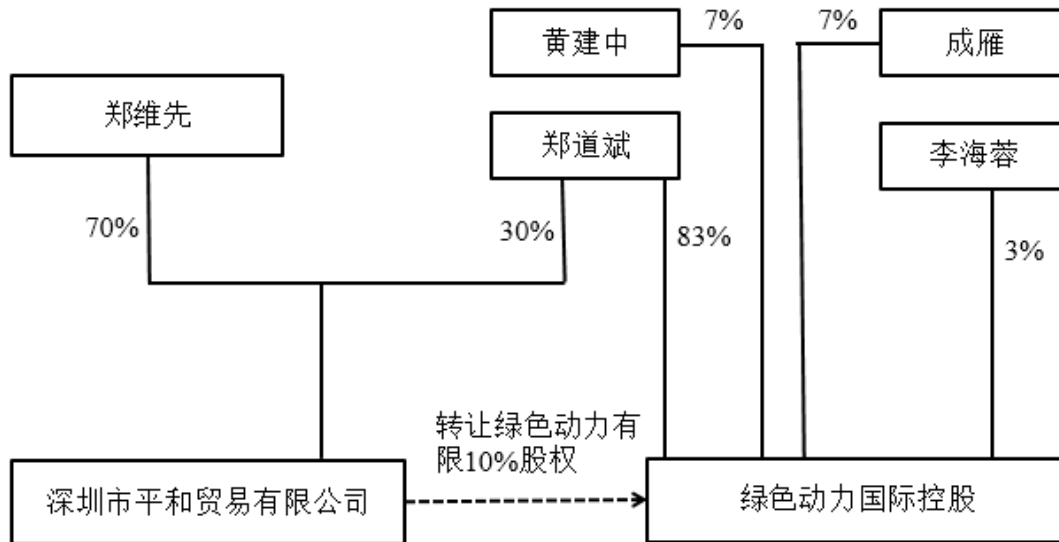 7%
7%
黄建中
成雁
郑维先
郑道斌
李海蓉
70%
30%
83%
3%
转让绿色动力有
限10%股权
深圳市平和贸易有限公司
绿色动力国际控股